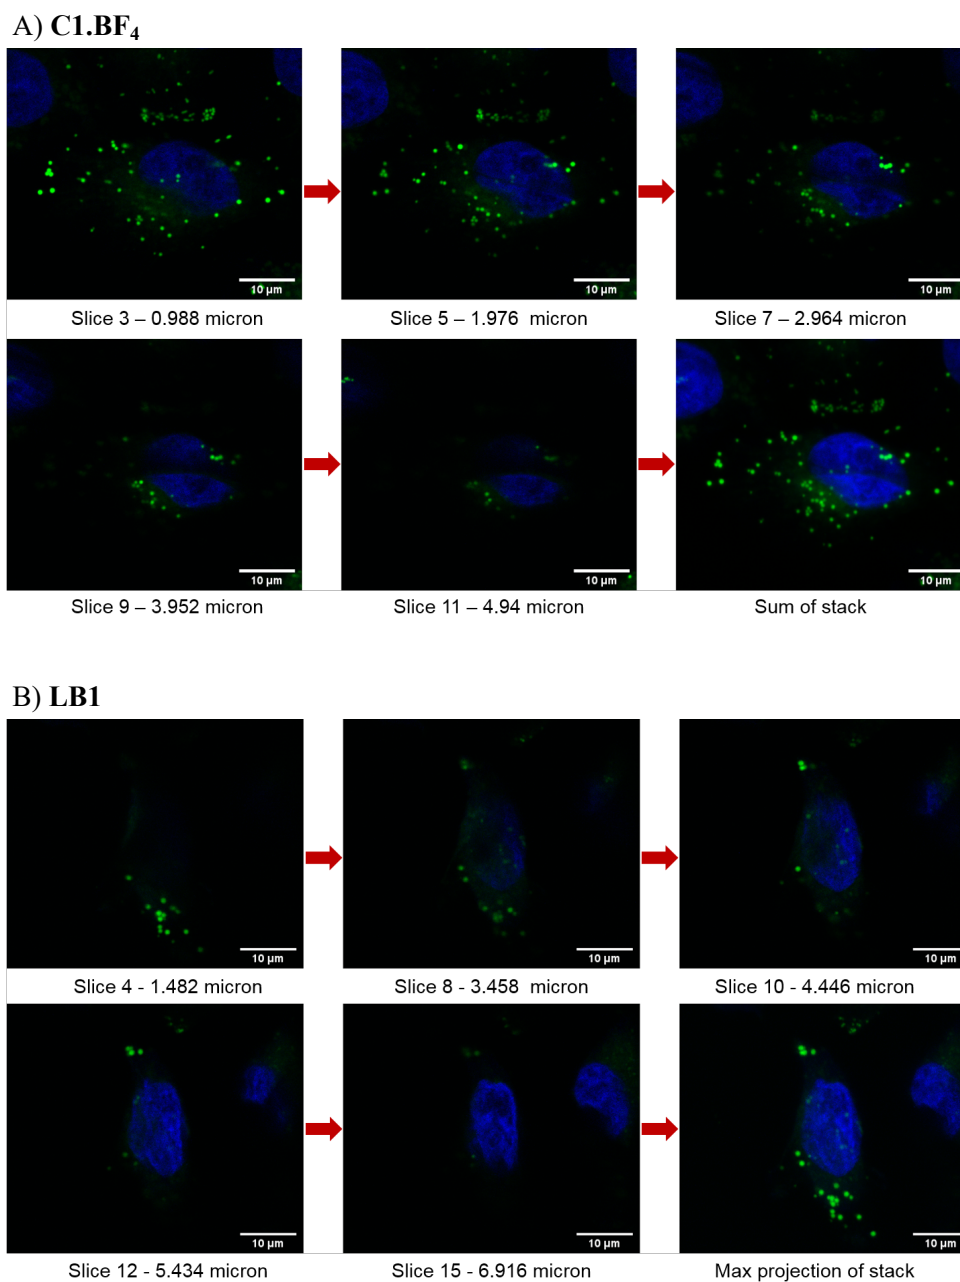 A) C1.BF₄
10 µm
10 µm
10 µm
Slice 3 – 0.988 micron
Slice 5 – 1.976 micron
Slice 7 – 2.964 micron
10 µm
10 µm
10 µm
Slice 9 – 3.952 micron
Slice 11 – 4.94 micron
Sum of stack
B) LB1
10 µm
10 µm
10 µm
Slice 4 - 1.482 micron
Slice 8 - 3.458 micron
Slice 10 - 4.446 micron
10 µm
10 µm
10 µm
Slice 12 - 5.434 micron
Slice 15 - 6.916 micron
Max projection of stack